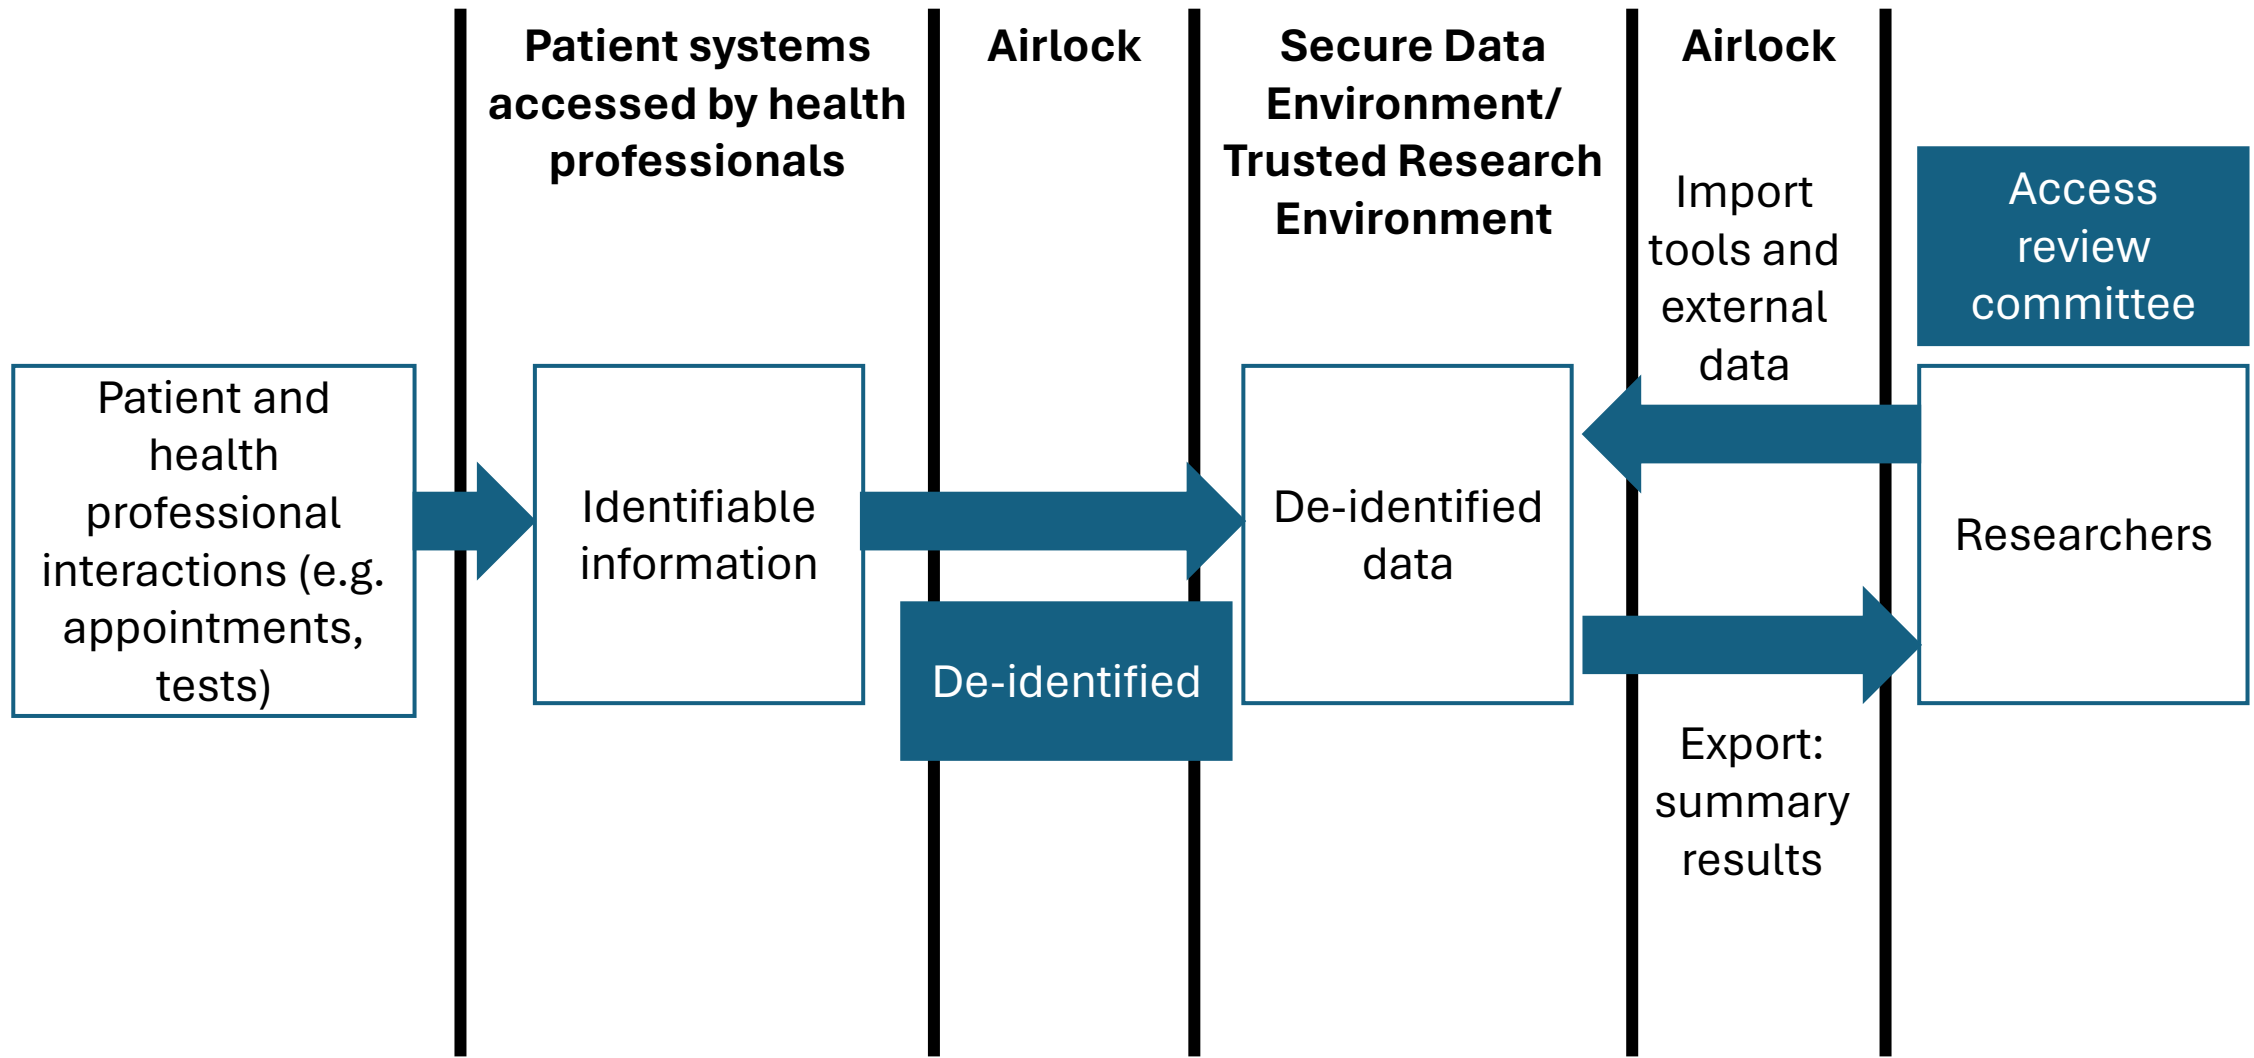 Patient systems
accessed by health
professionals
Airlock
Secure Data
Environment/
Trusted Research
Environment
Airlock
Import
tools and
external
data
Access
review
committee
Patient and
health
professional
interactions (e.g.
appointments,
tests)
Identifiable
information
De-identified
De-identified
data
Researchers
Export:
summary
results